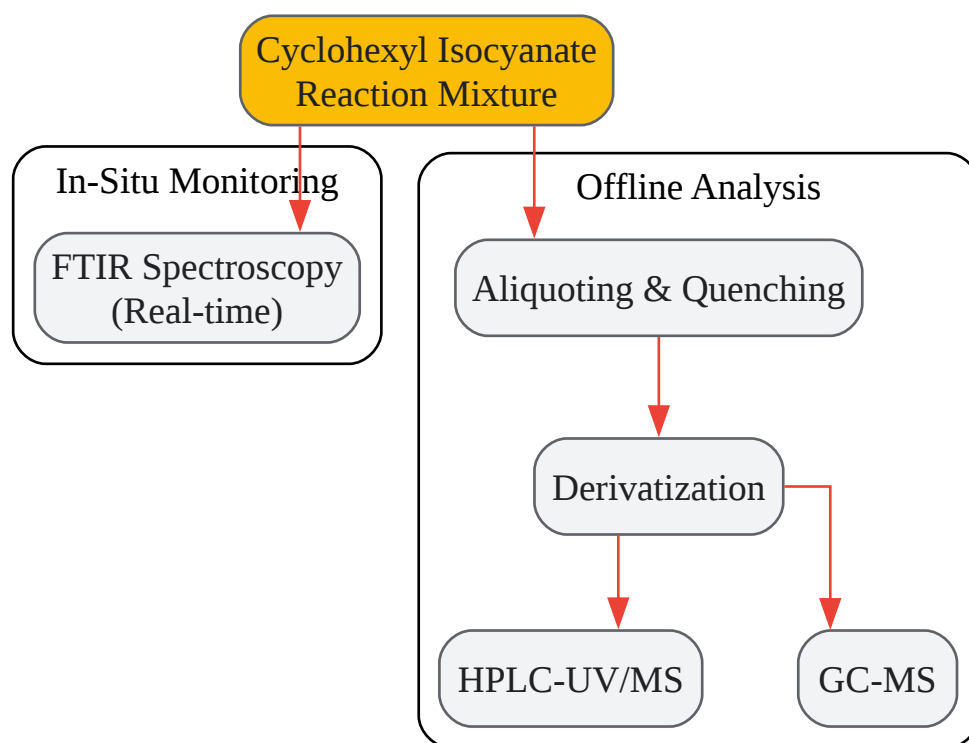 Cyclohexyl Isocyanate
Reaction Mixture
In-Situ Monitoring
FTIR Spectroscopy
(Real-time)
Offline Analysis
Aliquoting & Quenching
Derivatization
HPLC-UV/MS
GC-MS